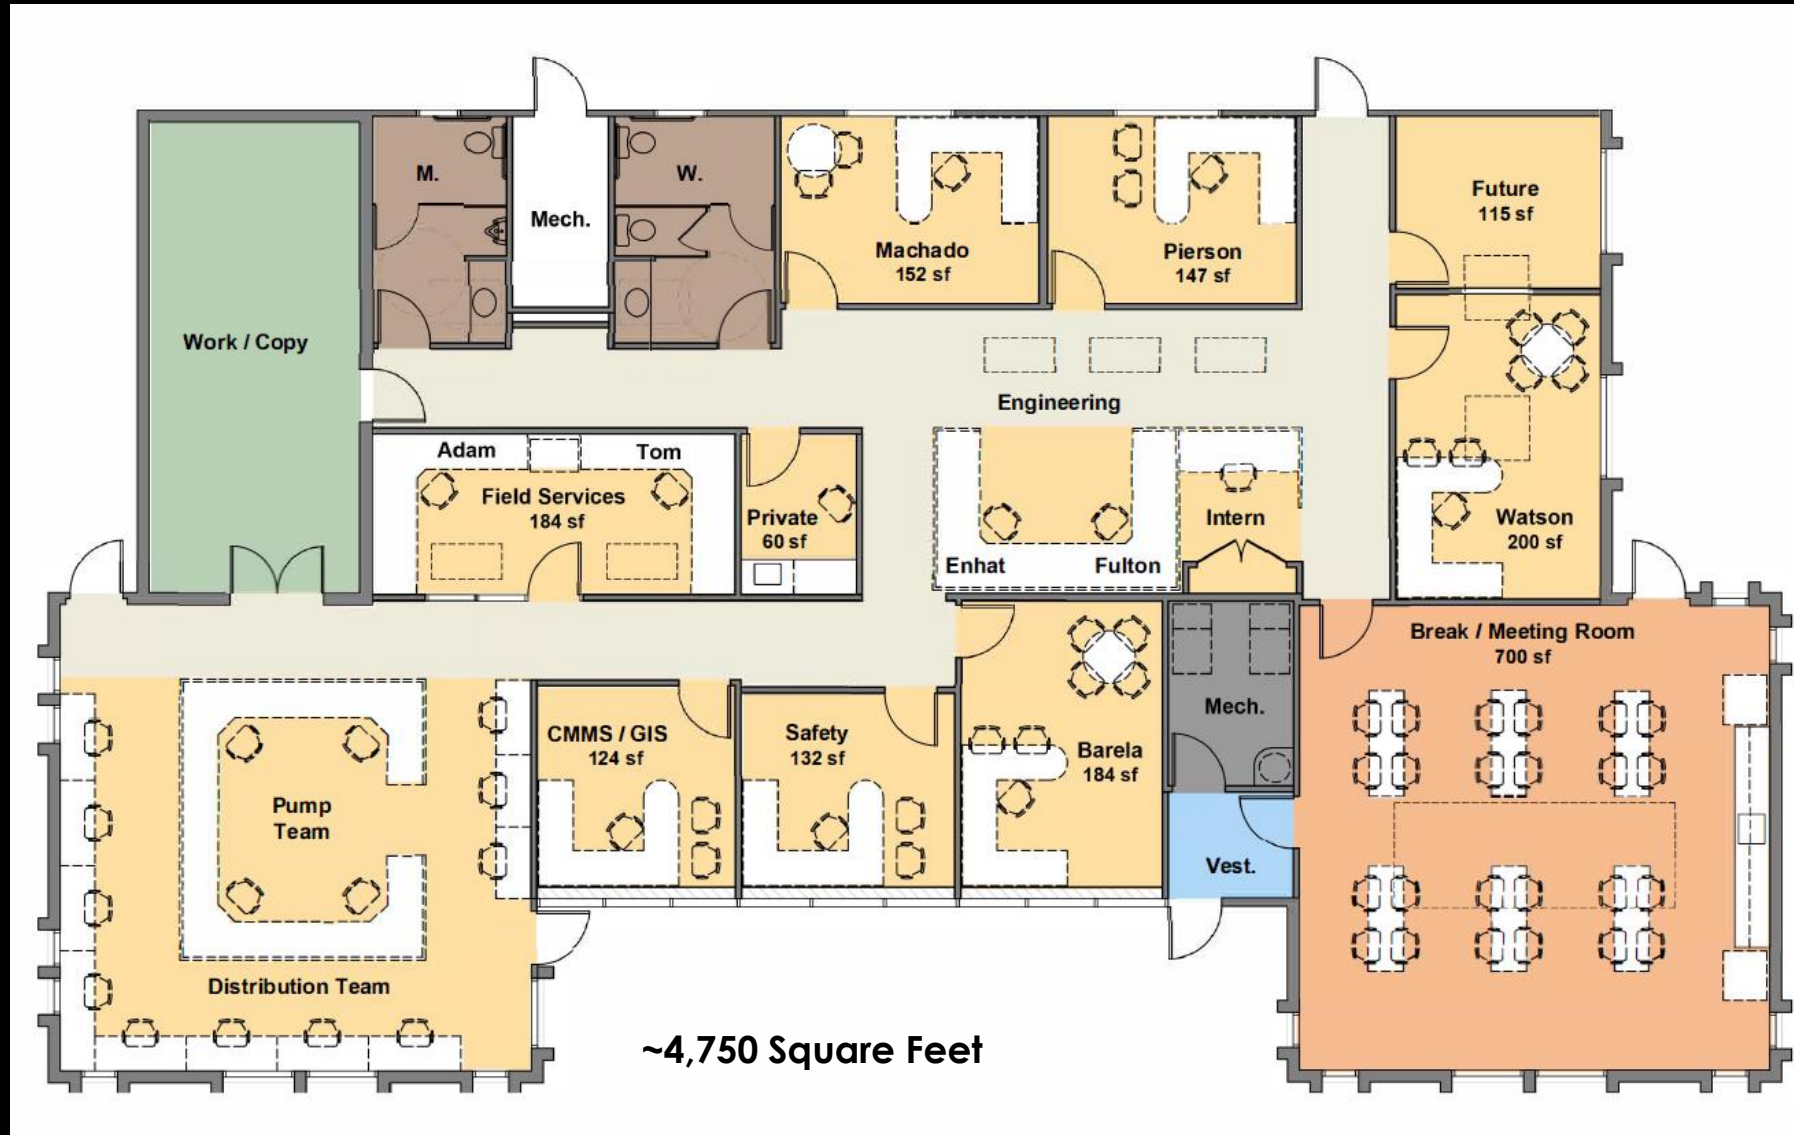 M.
Mech.
W.
Machado
152 sf
Pierson
147 sf
Future
115 sf
Work / Copy
Engineering
Adam
Tom
Field Services
184 sf
Private
60 sf
Enhat
Fulton
Intern
Watson
200 sf
Break / Meeting Room
700 sf
CMMS / GIS
124 sf
Safety
132 sf
Barela
184 sf
Mech.
Vest.
Pump
Team
Distribution Team
~4,750 Square Feet